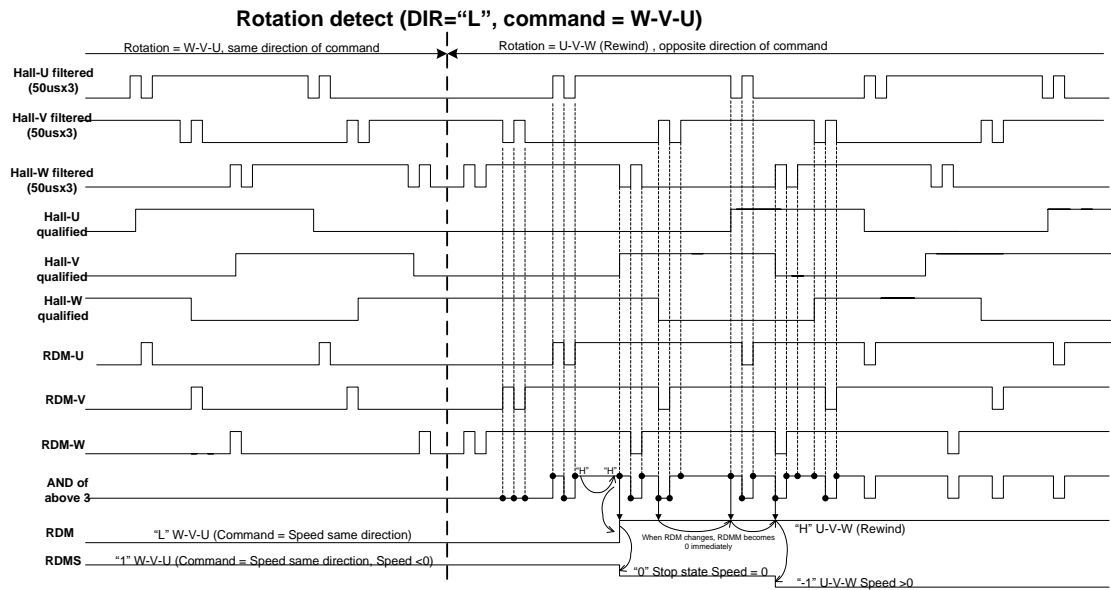 Rotation detect (DIR=“L”, command = W-V-U)
Rotation = W-V-U, same direction of command
Rotation = U-V-W (Rewind) , opposite direction of command
Hall-U filtered
(50usx3)
Hall-V filtered
(50usx3)
Hall-W filtered
(50usx3)
Hall-U
qualified
Hall-V
qualified
Hall-W
qualified
RDM-U
RDM-V
RDM-W
AND of
above 3
“H”
“H”
RDM
“L” W-V-U (Command = Speed same direction)
When RDM changes, RDMM becomes
0 immediately
“H” U-V-W (Rewind)
RDMS
“1” W-V-U (Command = Speed same direction, Speed <0)
“0” Stop state Speed = 0
“-1” U-V-W Speed >0